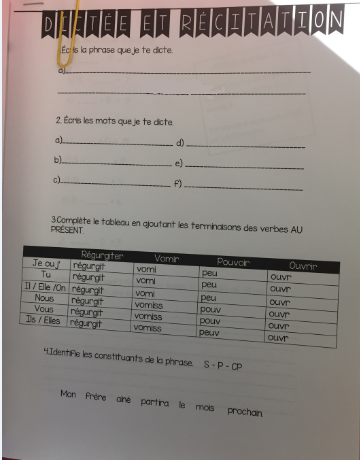 DICTÉE ET RÉCITATION
1. Écris la phrase que je te dicte.
a)
2. Écris les mots que je te dicte.
a) d)
b) e)
c) f)
3. Complète le tableau en ajoutant les terminaisons des verbes AU
PRÉSENT.
Régurgiter Vomir Pouvoir Ouvrir
Je ou j' régurgit vomi peu ouvr
Tu régurgit vomi peu ouvr
Il / Elle / On régurgit vomi peu ouvr
Nous régurgit vomiss pouv ouvr
Vous régurgit vomiss pouv ouvr
Ils / Elles régurgit vomiss peuv ouvr
4. Identifie les constituants de la phrase. S - P - CP
Mon frère aîné partira le mois prochain.